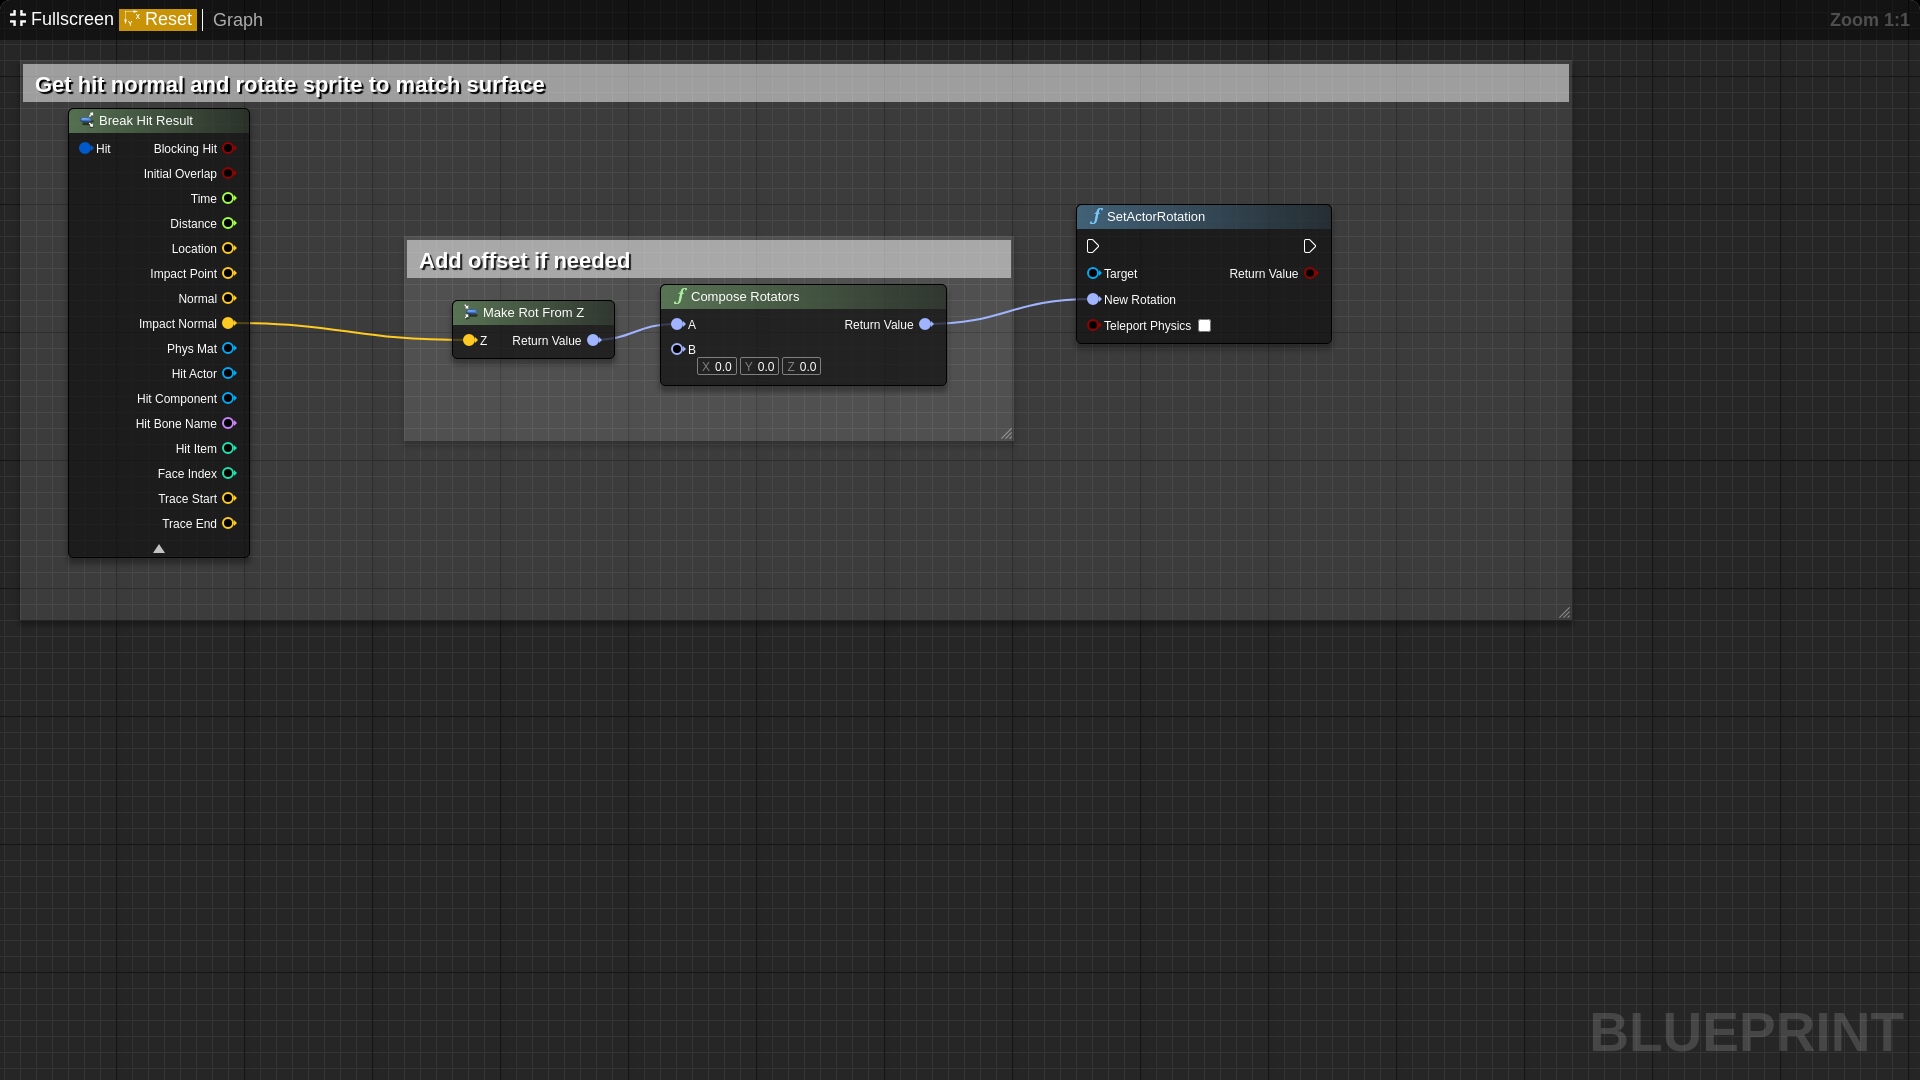 Fullscreen Reset Graph Zoom 1:1
Get hit normal and rotate sprite to match surface
Break Hit Result
Hit Blocking Hit
Initial Overlap
Time
Distance
Location
Impact Point
Normal
Impact Normal
Phys Mat
Hit Actor
Hit Component
Hit Bone Name
Hit Item
Face Index
Trace Start
Trace End
Add offset if needed
Make Rot From Z
Z Return Value
Compose Rotators
A Return Value
B
X 0.0 Y 0.0 Z 0.0
SetActorRotation
Target Return Value
New Rotation
Teleport Physics
BLUEPRINT